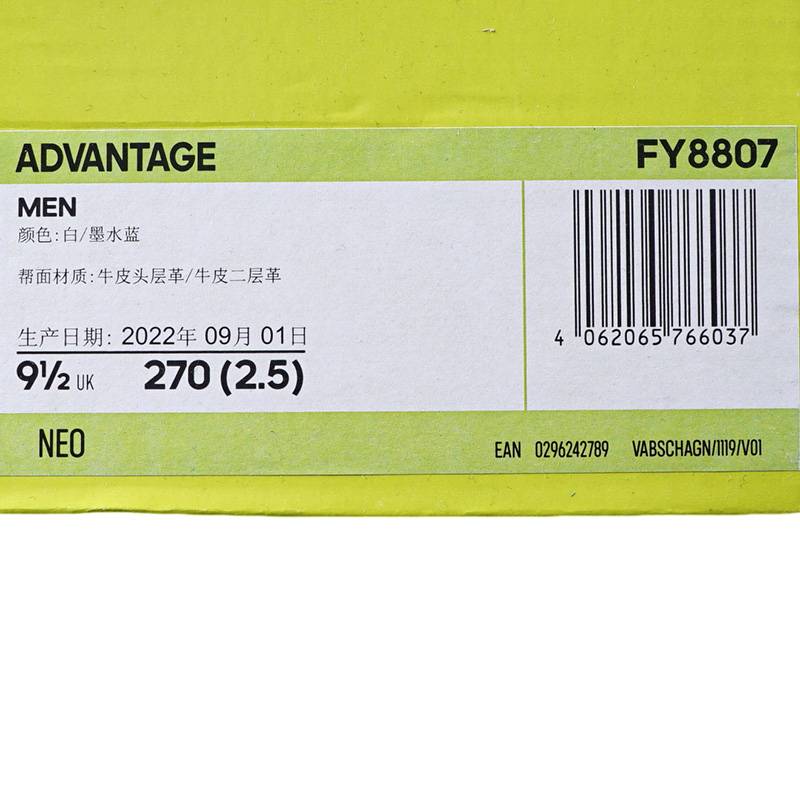 ADVANTAGE
FY8807
MEN
颜色:白/墨水蓝
帮面材质:牛皮头层革/牛皮二层革
生产日期: 2022年 09月 01日
9½ UK 270 (2.5)
4 062065 766037
NEO
EAN 0296242789 VABSCHAGN/1119/V01